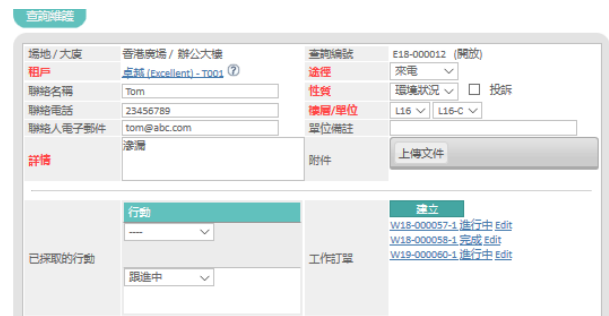 查詢維護
場地 / 大廈 香港廣場 / 辦公大樓 查詢編號 E18-000012 (開放)
租戶 卓越 (Excellent) - T001 ? 途徑 來電
聯絡名稱 Tom 性質 環境狀況 投訴
聯絡電話 23456789 樓層/單位 L16 L16-C
聯絡人電子郵件 tom@abc.com 單位備註
詳情 滲漏 附件 上傳文件
行動 建立
---- W18-000057-1 進行中 Edit
W18-000058-1 完成 Edit
W19-000060-1 進行中 Edit
已採取的行動 工作訂單
跟進中